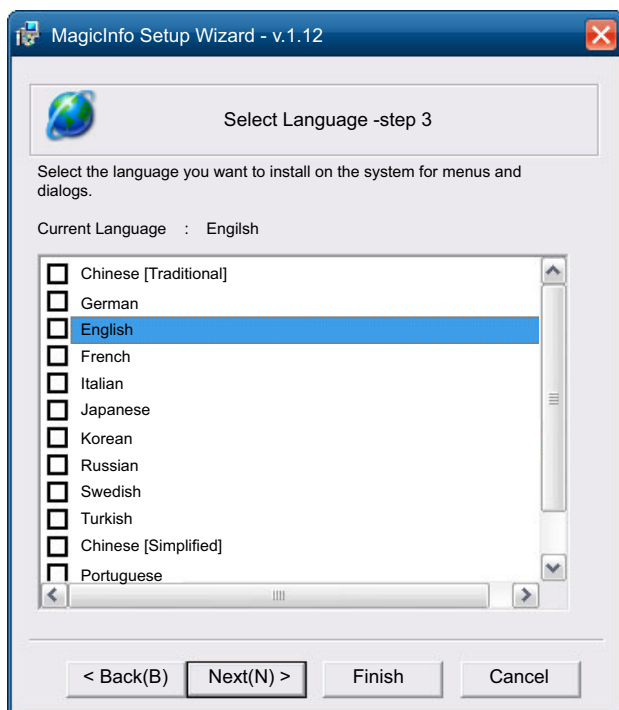 MagicInfo Setup Wizard - v.1.12
Select Language -step 3
Select the language you want to install on the system for menus and
dialogs.
Current Language : Engilsh
Chinese [Traditional]
German
English
French
Italian
Japanese
Korean
Russian
Swedish
Turkish
Chinese [Simplified]
Portuguese
< Back(B) Next(N) > Finish Cancel